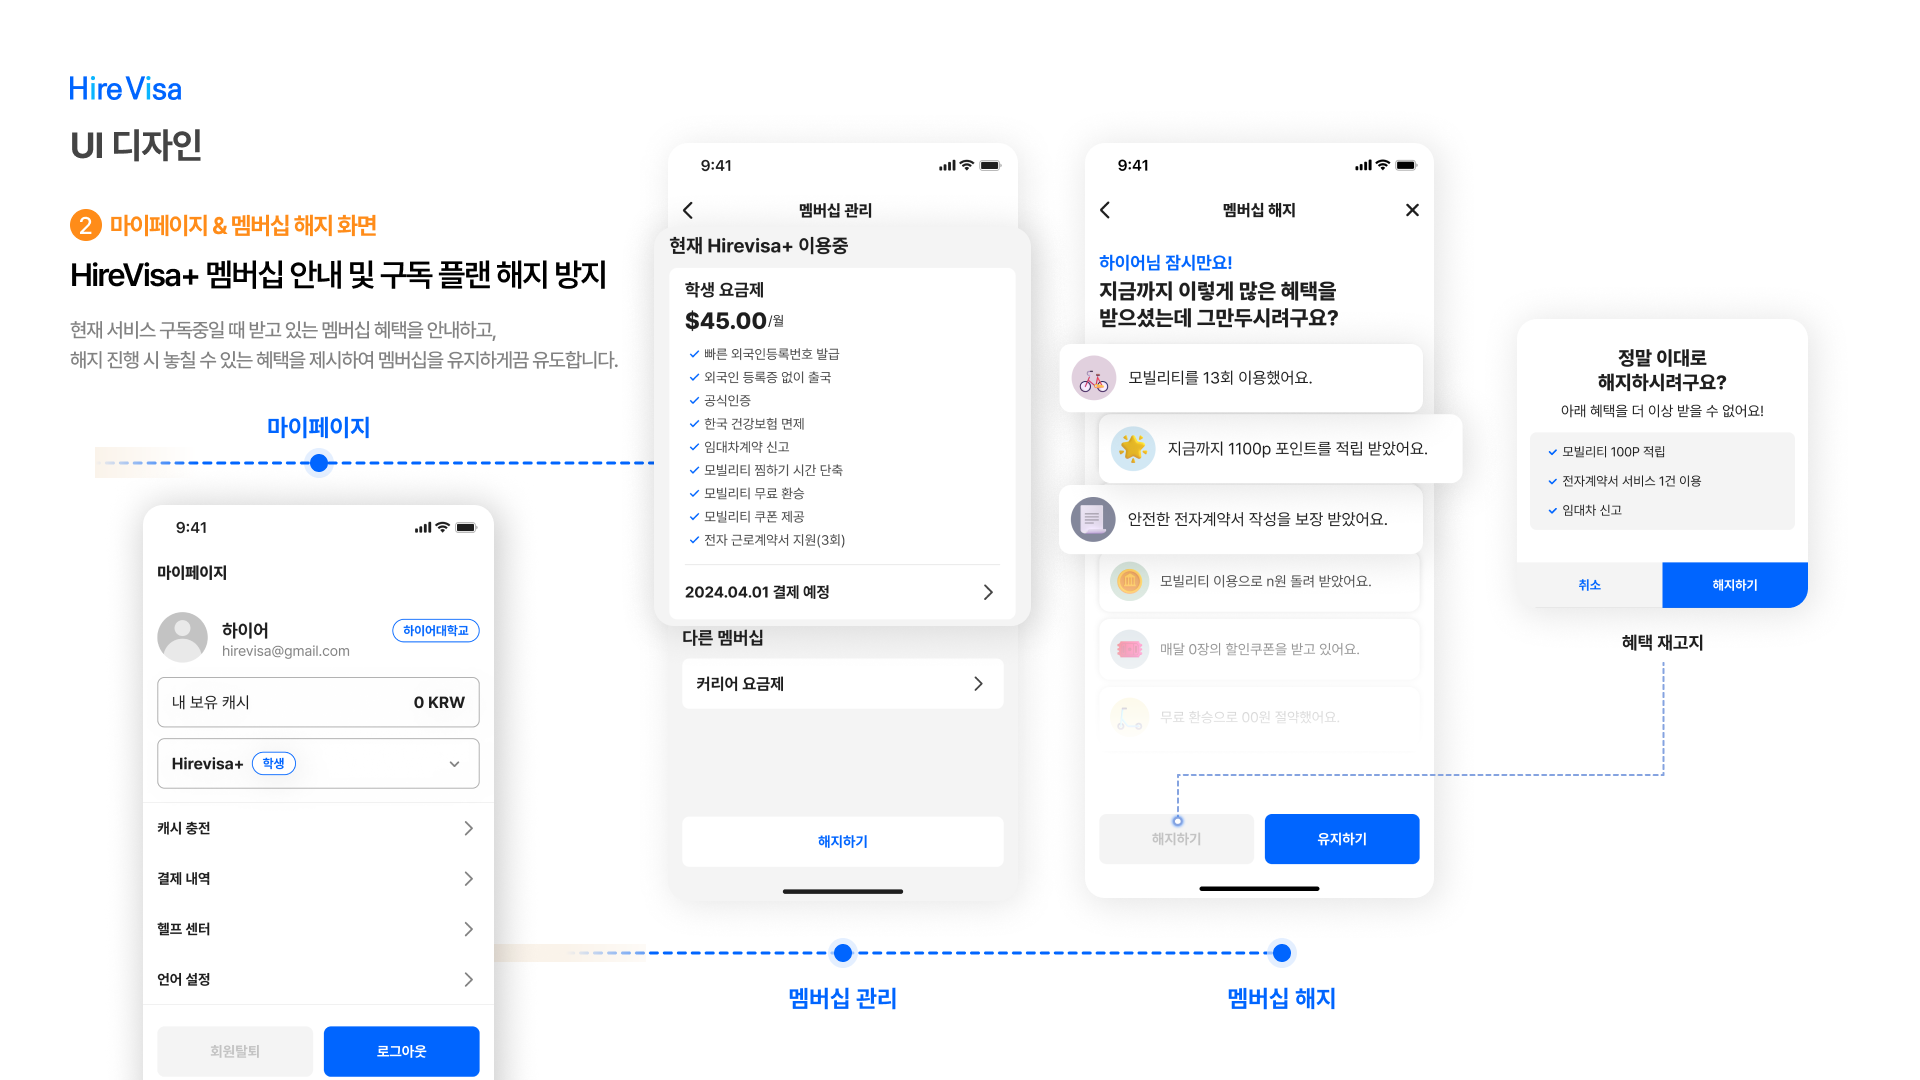 HireVisa
UI 디자인
2 마이페이지 & 멤버십 해지 화면
HireVisa+ 멤버십 안내 및 구독 플랜 해지 방지
현재 서비스 구독중일 때 받고 있는 멤버십 혜택을 안내하고,
해지 진행 시 놓칠 수 있는 혜택을 제시하여 멤버십을 유지하게끔 유도합니다.
마이페이지
9:41
마이페이지
하이어
하이어대학교
hirevisa@gmail.com
내 보유 캐시
0 KRW
Hirevisa+ 학생
캐시 충전
결제 내역
헬프 센터
언어 설정
회원탈퇴
로그아웃
9:41
멤버십 관리
현재 Hirevisa+ 이용중
학생 요금제
$45.00/월
빠른 외국인등록번호 발급
외국인 등록증 없이 출국
공식인증
한국 건강보험 면제
임대차계약 신고
모빌리티 찜하기 시간 단축
모빌리티 무료 환승
모빌리티 쿠폰 제공
전자 근로계약서 지원(3회)
2024.04.01 결제 예정
다른 멤버십
커리어 요금제
해지하기
멤버십 관리
9:41
멤버십 해지
하이어님 잠시만요!
지금까지 이렇게 많은 혜택을
받으셨는데 그만두시려구요?
모빌리티를 13회 이용했어요.
지금까지 1100p 포인트를 적립 받았어요.
안전한 전자계약서 작성을 보장 받았어요.
모빌리티 이용으로 n원 돌려 받았어요.
매달 0장의 할인쿠폰을 받고 있어요.
무료 환승으로 00원 절약했어요.
해지하기
유지하기
멤버십 해지
정말 이대로
해지하시려구요?
아래 혜택을 더 이상 받을 수 없어요!
모빌리티 100P 적립
전자계약서 서비스 1건 이용
임대차 신고
취소
해지하기
혜택 재고지